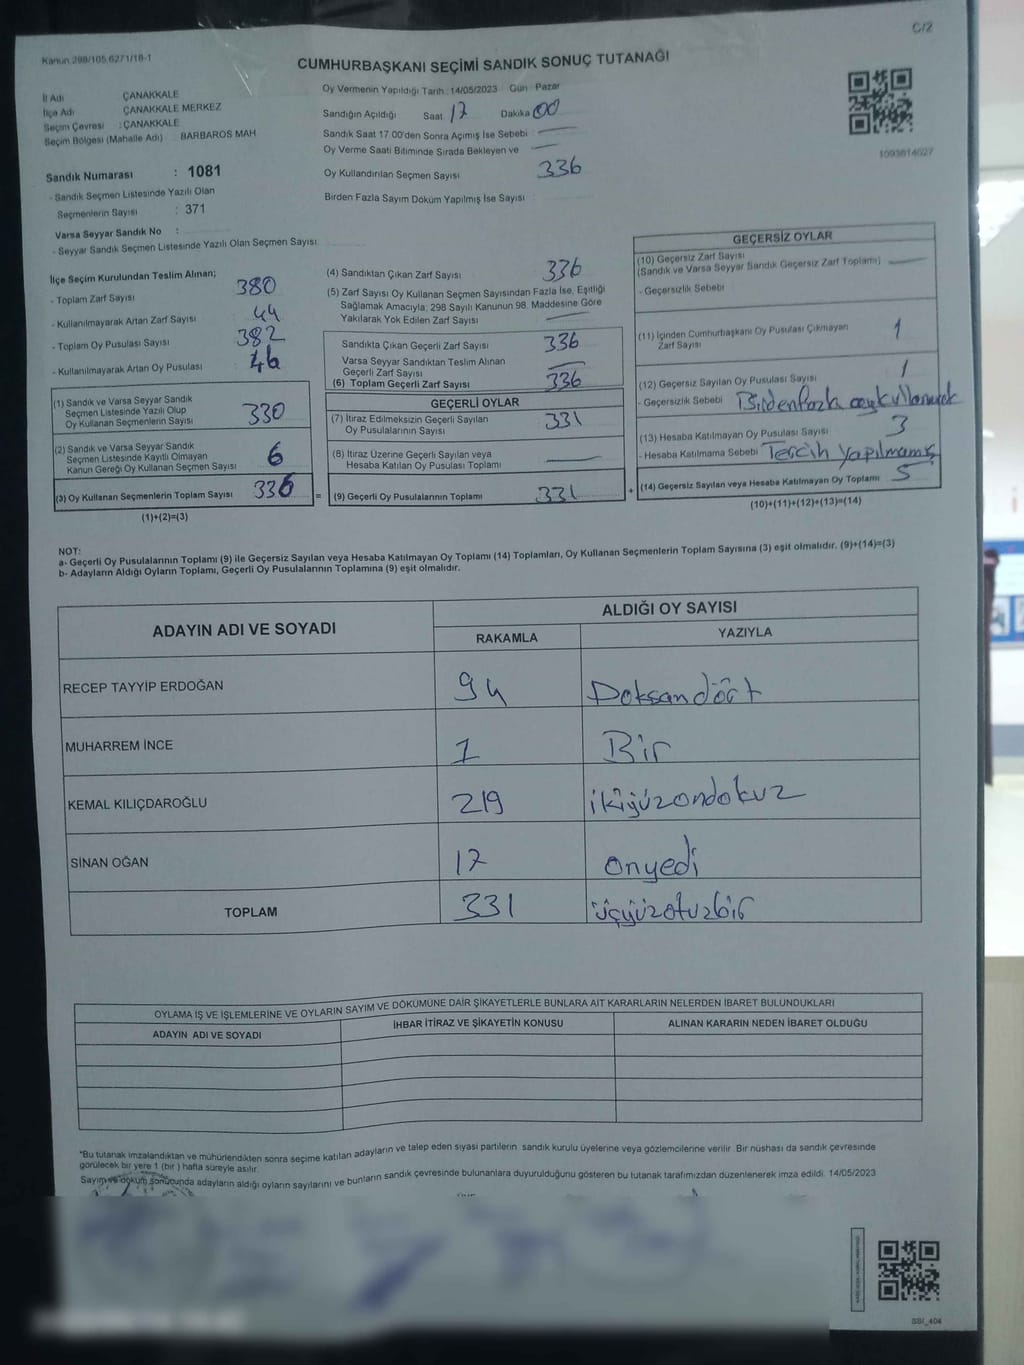 C/2
Kanun 298/105,6271/18-1
CUMHURBAŞKANI SEÇİMİ SANDIK SONUÇ TUTANAĞI
İl Adı ÇANAKKALE
İlçe Adı ÇANAKKALE MERKEZ
Seçim Çevresi : ÇANAKKALE
Seçim Bölgesi (Mahalle Adı) BARBAROS MAH
Oy Vermenin Yapıldığı Tarih 14/05/2023 Gün Pazar
Sandığın Açıldığı Saat 17 Dakika 00
Sandık Saat 17.00'den Sonra Açımış İse Sebebi
Oy Verme Saati Bitiminde Sırada Bekleyen ve
Oy Kullandırılan Seçmen Sayısı 336
Birden Fazla Sayım Döküm Yapılmış İse Sayısı
1093814027
Sandık Numarası : 1081
- Sandık Seçmen Listesinde Yazılı Olan
Seçmenlerin Sayısı : 371
Varsa Seyyar Sandık No :
- Seyyar Sandık Seçmen Listesinde Yazılı Olan Seçmen Sayısı
İlçe Seçim Kurulundan Teslim Alınan;
- Toplam Zarf Sayısı 380
- Kullanılmayarak Artan Zarf Sayısı 44
- Toplam Oy Pusulası Sayısı 382
- Kullanılmayarak Artan Oy Pusulası 46
(1) Sandık ve Varsa Seyyar Sandık
Seçmen Listesinde Yazılı Olup
Oy Kullanan Seçmenlerin Sayısı 330
(2) Sandık ve Varsa Seyyar Sandık
Seçmen Listesinde Kayıtlı Olmayan
Kanun Gereği Oy Kullanan Seçmen Sayısı 6
(3) Oy Kullanan Seçmenlerin Toplam Sayısı 336 =
(1)+(2)=(3)
(4) Sandıktan Çıkan Zarf Sayısı 336
(5) Zarf Sayısı Oy Kullanan Seçmen Sayısından Fazla İse, Eşitliği
Sağlamak Amacıyla; 298 Sayılı Kanunun 98. Maddesine Göre
Yakılarak Yok Edilen Zarf Sayısı
Sandıkta Çıkan Geçerli Zarf Sayısı 336
Varsa Seyyar Sandıktan Teslim Alınan
Geçerli Zarf Sayısı
(6) Toplam Geçerli Zarf Sayısı 336
GEÇERLİ OYLAR
(7) İtiraz Edilmeksizin Geçerli Sayılan
Oy Pusulalarının Sayısı 331
(8) İtiraz Üzerine Geçerli Sayılan veya
Hesaba Katılan Oy Pusulası Toplamı
(9) Geçerli Oy Pusulalarının Toplamı 331 +
GEÇERSİZ OYLAR
(10) Geçersiz Zarf Sayısı
(Sandık ve Varsa Seyyar Sandık Geçersiz Zarf Toplamı)
- Geçersizlik Sebebi
(11) İçinden Cumhurbaşkanı Oy Pusulası Çıkmayan
Zarf Sayısı 1
(12) Geçersiz Sayılan Oy Pusulası Sayısı 1
- Geçersizlik Sebebi Birden fazla oy kullanmak
(13) Hesaba Katılmayan Oy Pusulası Sayısı 3
- Hesaba Katılmama Sebebi Tercih yapılmamış
(14) Geçersiz Sayılan veya Hesaba Katılmayan Oy Toplamı 5
(10)+(11)+(12)+(13)=(14)
NOT:
a- Geçerli Oy Pusulalarının Toplamı (9) ile Geçersiz Sayılan veya Hesaba Katılmayan Oy Toplamı (14) Toplamları, Oy Kullanan Seçmenlerin Toplam Sayısına (3) eşit olmalıdır. (9)+(14)=(3)
b- Adayların Aldığı Oyların Toplamı, Geçerli Oy Pusulalarının Toplamına (9) eşit olmalıdır.
ADAYIN ADI VE SOYADI
ALDIĞI OY SAYISI
RAKAMLA YAZIYLA
RECEP TAYYİP ERDOĞAN 94 Doksandört
MUHARREM İNCE 1 Bir
KEMAL KILIÇDAROĞLU 219 ikiyüzondokuz
SİNAN OĞAN 17 onyedi
TOPLAM 331 üçyüzotuzbir
OYLAMA İŞ VE İŞLEMLERİNE VE OYLARIN SAYIM VE DÖKÜMÜNE DAİR ŞİKAYETLERLE BUNLARA AİT KARARLARIN NELERDEN İBARET BULUNDUKLARI
ADAYIN ADI VE SOYADI İHBAR İTİRAZ VE ŞİKAYETİN KONUSU ALINAN KARARIN NEDEN İBARET OLDUĞU
*Bu tutanak imzalandıktan ve mühürlendikten sonra seçime katılan adayların ve talep eden siyasi partilerin sandık kurulu üyelerine veya gözlemcilerine verilir. Bir nüshası da sandık çevresinde
görülecek bir yere 1 (bir) hafta süreyle asılır.
Sayım ve döküm sonucunda adayların aldığı oyların sayılarını ve bunların sandık çevresinde bulunanlara duyurulduğunu gösteren bu tutanak tarafımızdan düzenlenerek imza edildi. 14/05/2023
SSI_404